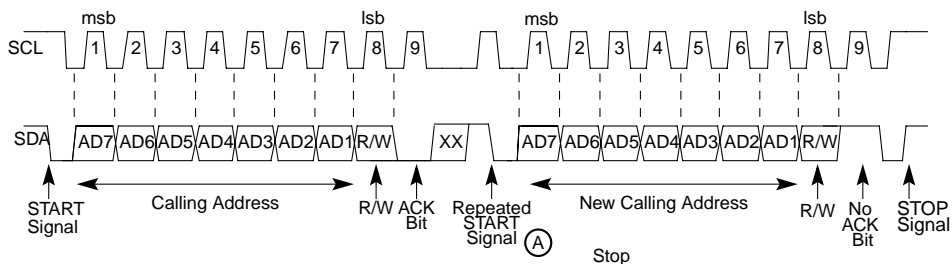 msb lsb msb lsb
SCL 1 2 3 4 5 6 7 8 9 1 2 3 4 5 6 7 8 9
SDA AD7 AD6 AD5 AD4 AD3 AD2 AD1 R/W XX AD7 AD6 AD5 AD4 AD3 AD2 AD1 R/W
START
Signal
Calling Address
R/W
ACK
Bit
Repeated
START
Signal
A
New Calling Address
R/W
No
ACK
Bit
STOP
Signal
Stop